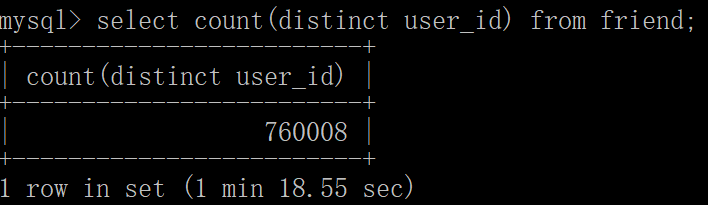 mysql> select count(distinct user_id) from friend;
+-------------------------+
| count(distinct user_id) |
+-------------------------+
|                  760008 |
+-------------------------+
1 row in set (1 min 18.55 sec)